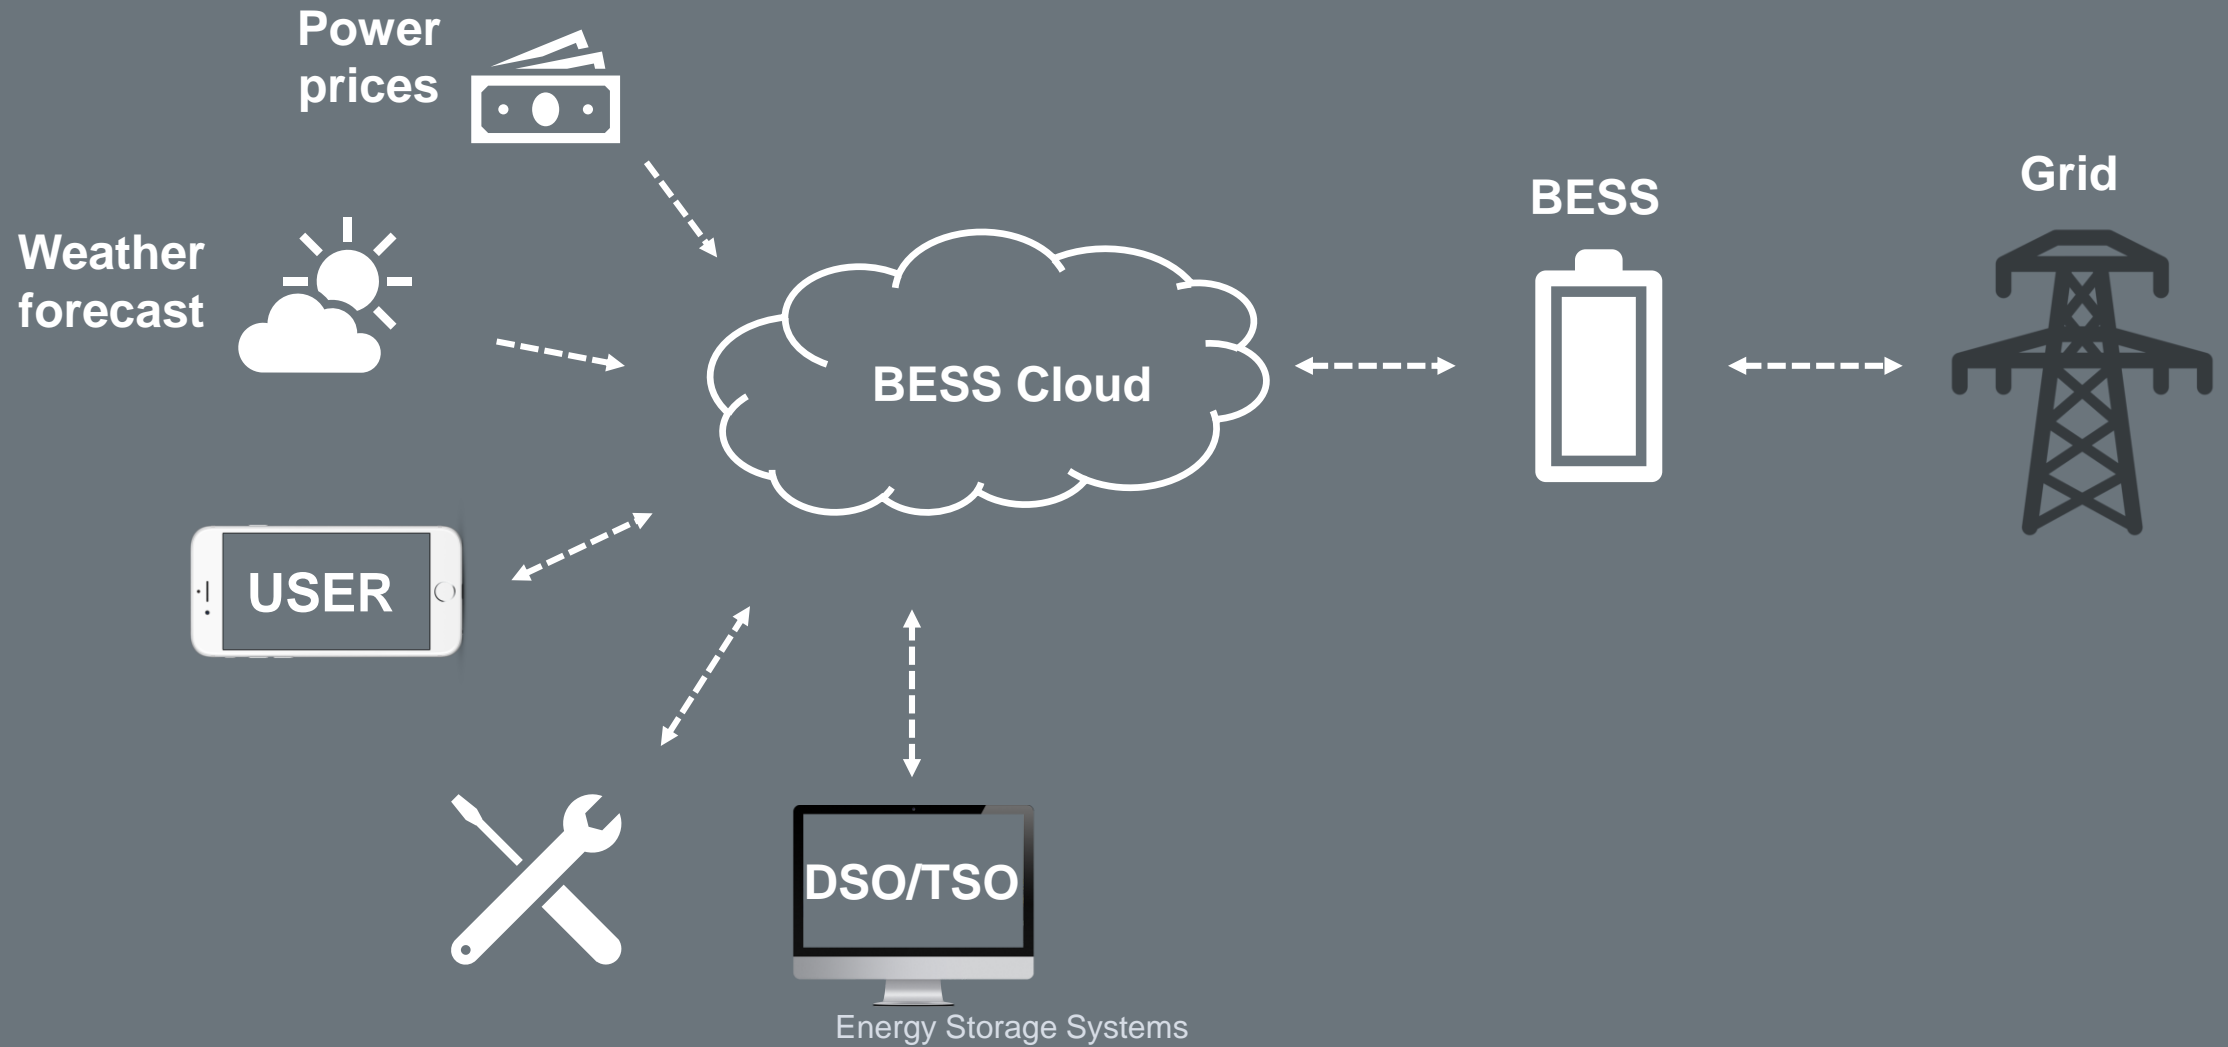 Power
prices
Weather
forecast
BESS
Grid
BESS Cloud
USER
DSO/TSO
Energy Storage Systems